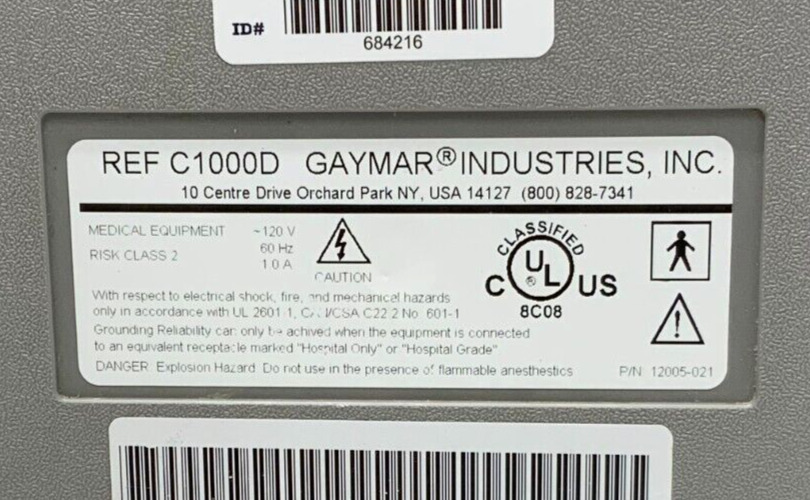 ID#
684216
REF C1000D GAYMAR® INDUSTRIES, INC.
10 Centre Drive Orchard Park NY, USA 14127 (800) 828-7341
MEDICAL EQUIPMENT ~120 V
60 Hz
RISK CLASS 2
1.0 A
CAUTION
CLASSIFIED
C UL® US
8C08
With respect to electrical shock, fire, and mechanical hazards
only in accordance with UL 2601-1, CAN/CSA C22.2 No. 601-1
Grounding Reliability can only be achived when the equipment is connected
to an equivalent receptacle marked "Hospital Only" or "Hospital Grade"
DANGER: Explosion Hazard. Do not use in the presence of flammable anesthestics
P/N 12005-021